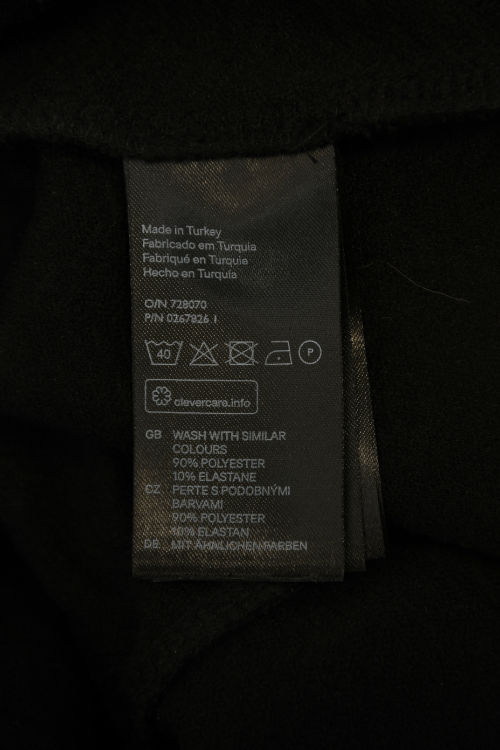 Made in Turkey
Fabricado em Turquia
Fabriqué en Turquie
Hecho en Turquía
O/N 728070
P/N 0267826 1
40
P
clevercare.info
GB WASH WITH SIMILAR
COLOURS
90% POLYESTER
10% ELASTANE
CZ PERTE S PODOBNÝMI
BARVAMI
90% POLYESTER
10% ELASTAN
DE MIT ÄHNLICHEN FARBEN